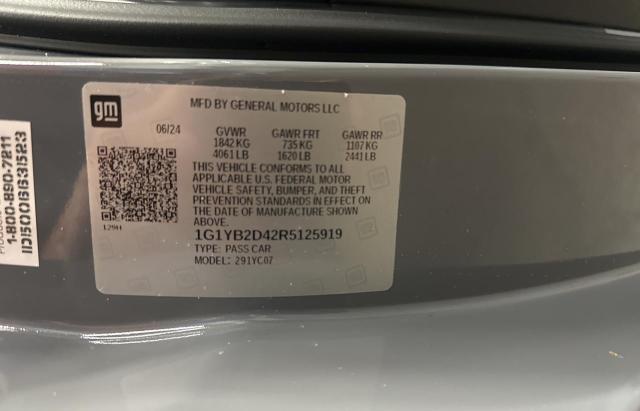 gm
MFD BY GENERAL MOTORS LLC
06/24 GVWR GAWR FRT GAWR RR
1842 KG 735 KG 1107 KG
4061 LB 1620 LB 2441 LB
THIS VEHICLE CONFORMS TO ALL
APPLICABLE U.S. FEDERAL MOTOR
VEHICLE SAFETY, BUMPER, AND THEFT
PREVENTION STANDARDS IN EFFECT ON
THE DATE OF MANUFACTURE SHOWN
ABOVE.
129H
1G1YB2D42R5125919
TYPE: PASS CAR
MODEL: 291YC07
1-800-890-7211